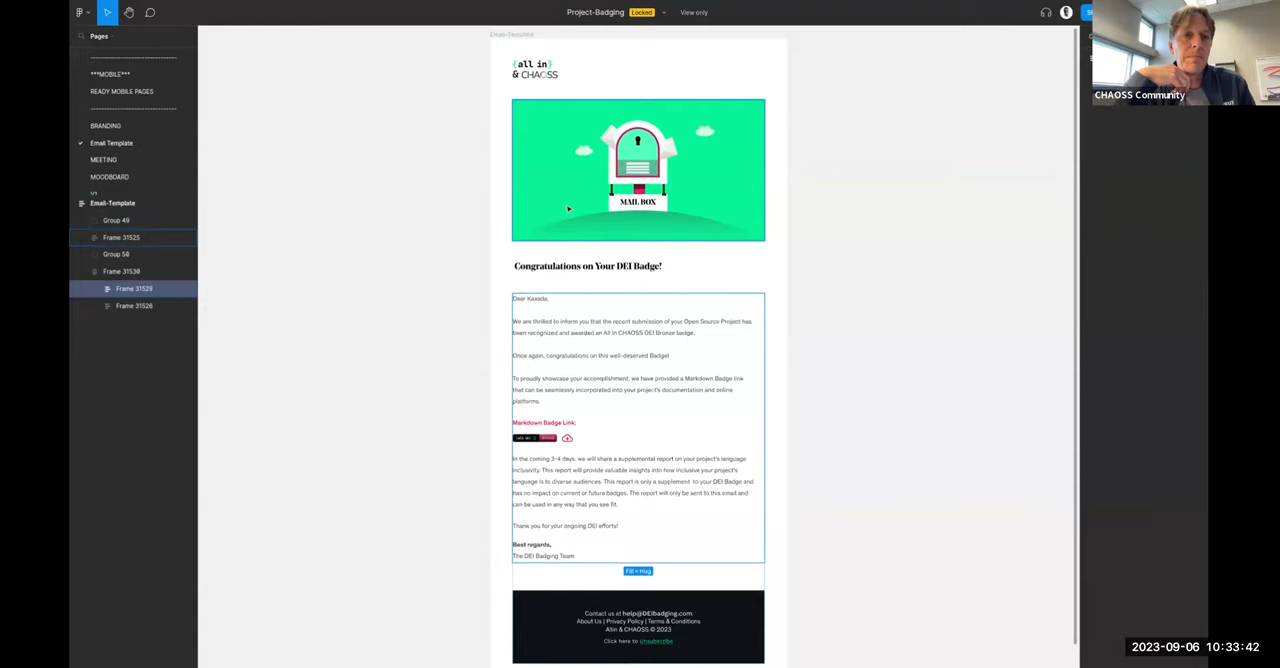 Project-Badging Locked View only
Pages
***MOBILE***
READY MOBILE PAGES
BRANDING
Email Template
MEETING
MOODBOARD
Email-Template
Group 49
Frame 31525
Group 50
Frame 31530
Frame 31529
Frame 31526
Email-Template
{all in}
& CHAOSS
MAIL BOX
Congratulations on Your DEI Badge!
Dear Kaxada,
We are thrilled to inform you that the recent submission of your Open Source Project has
been recognized and awarded an All In CHAOSS DEI Bronze badge.
Once again, congratulations on this well-deserved Badge!
To proudly showcase your accomplishment, we have provided a Markdown Badge link
that can be seamlessly incorporated into your project's documentation and online
platforms.
Markdown Badge Link:
In the coming 3-4 days, we will share a supplemental report on your project's language
inclusivity. This report will provide valuable insights into how inclusive your project's
language is to diverse audiences. This report is only a supplement to your DEI Badge and
has no impact on current or future badges. The report will only be sent to this email and
can be used in any way that you see fit.
Thank you for your ongoing DEI efforts!
Best regards,
The DEI Badging Team
Fill × Hug
Contact us at help@DEIbadging.com
About Us | Privacy Policy | Terms & Conditions
Allin & CHAOSS © 2023
Click here to Unsubscribe
CHAOSS Community
2023-09-06 10:33:42